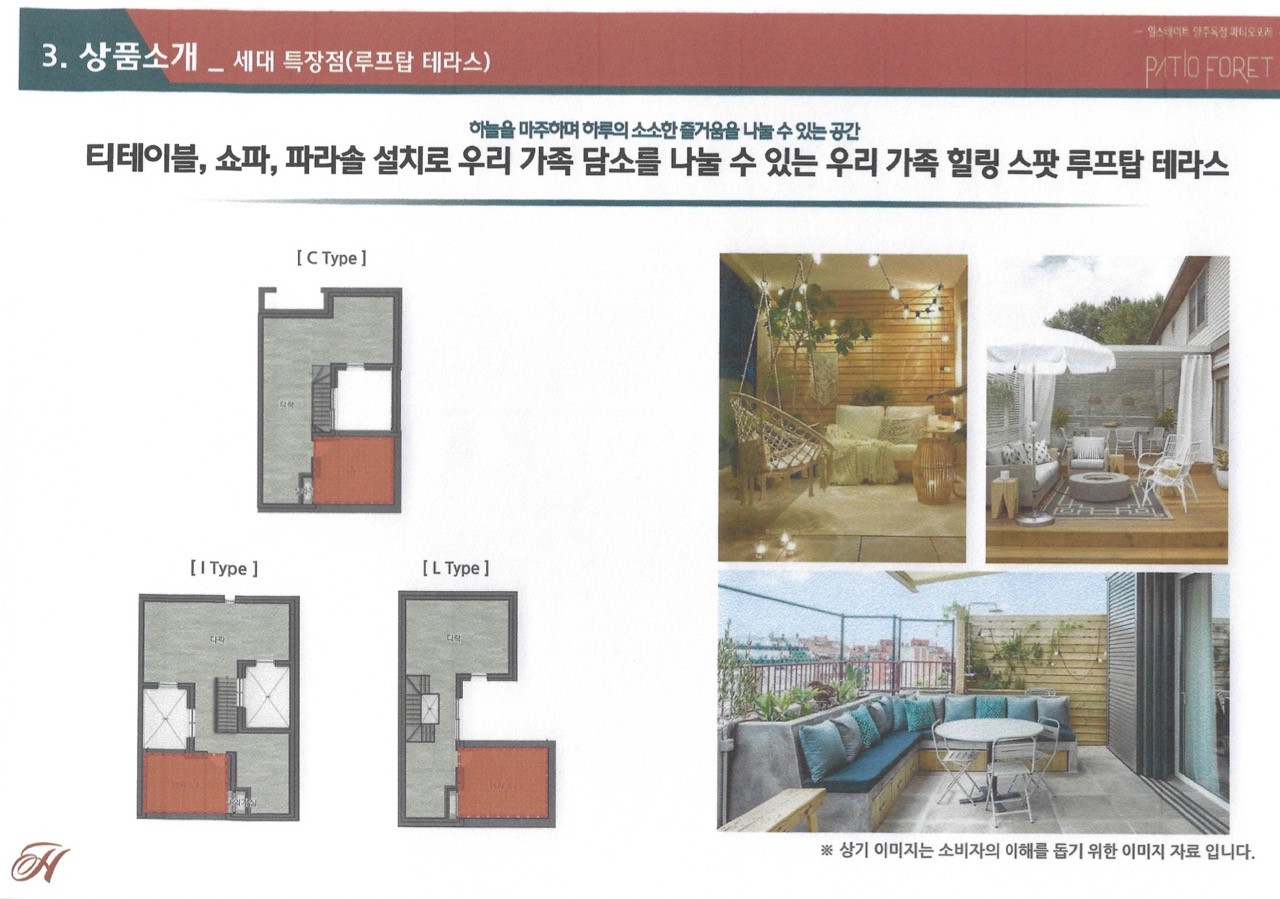 3. 상품소개 _ 세대 특장점(루프탑 테라스)
힐스테이트 양주옥정 파티오포레
PATIO FORET
하늘을 마주하며 하루의 소소한 즐거움을 나눌 수 있는 공간
티테이블, 쇼파, 파라솔 설치로 우리 가족 담소를 나눌 수 있는 우리 가족 힐링 스팟 루프탑 테라스
[ C Type ]
다락
[ I Type ]
[ L Type ]
다락
다락
※ 상기 이미지는 소비자의 이해를 돕기 위한 이미지 자료 입니다.
H